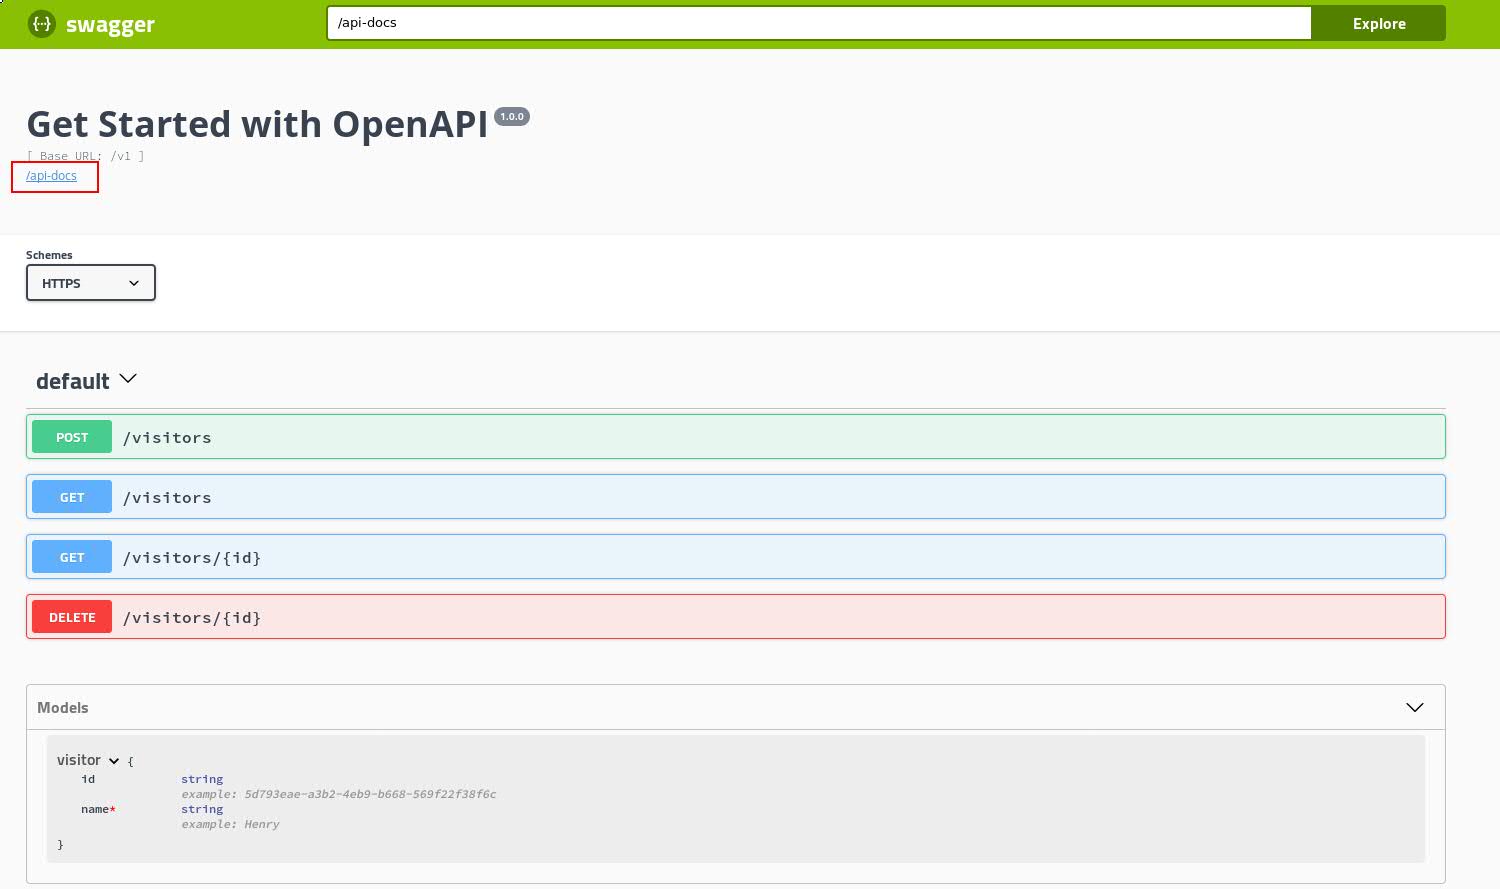 {···} swagger
/api-docs
Explore
Get Started with OpenAPI 1.0.0
[ Base URL: /v1 ]
/api-docs
Schemes
HTTPS
default
POST /visitors
GET /visitors
GET /visitors/{id}
DELETE /visitors/{id}
Models
visitor {
id string
example: 5d793eae-a3b2-4eb9-b668-569f22f38f6c
name* string
example: Henry
}